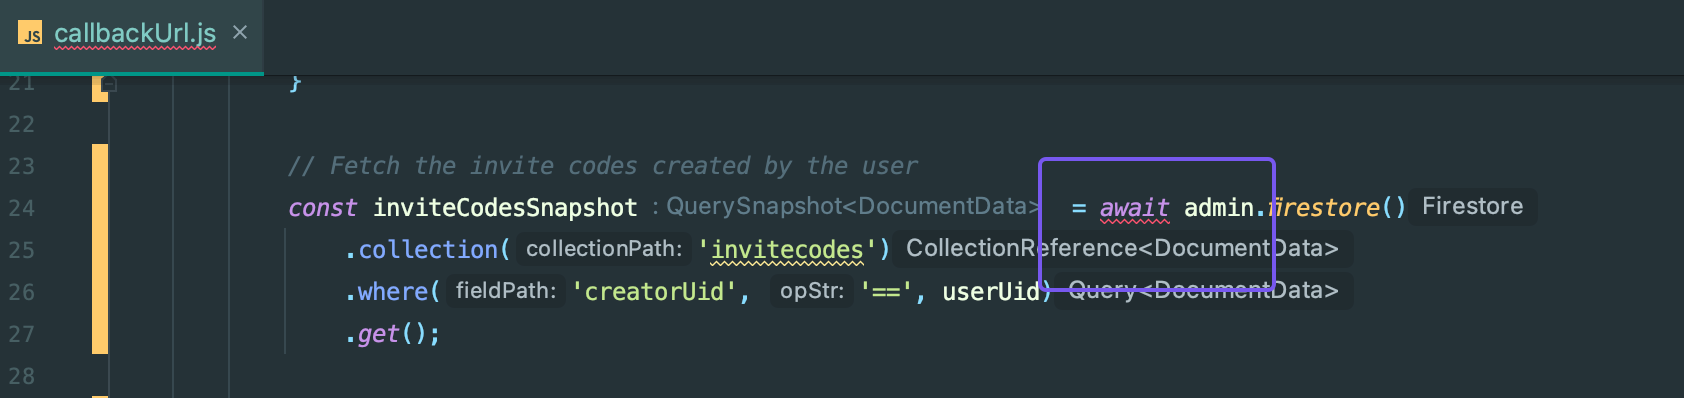 JS callbackUrl.js ×
21 }
22
23 // Fetch the invite codes created by the user
24 const inviteCodesSnapshot : QuerySnapshot<DocumentData> = await admin.firestore() Firestore
25 .collection( collectionPath: 'invitecodes') CollectionReference<DocumentData>
26 .where( fieldPath: 'creatorUid', opStr: '==', userUid) Query<DocumentData>
27 .get();
28